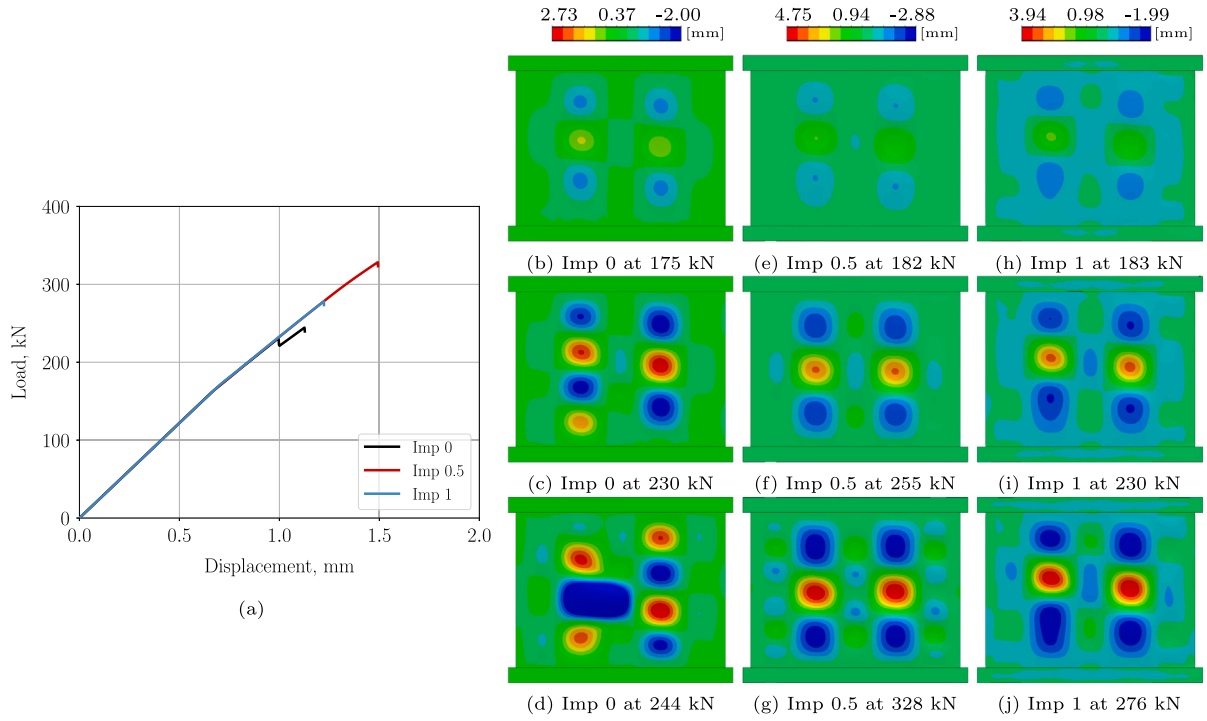 2.73 0.37 -2.00
[mm]
4.75 0.94 -2.88
[mm]
3.94 0.98 -1.99
[mm]
(b) Imp 0 at 175 kN
(e) Imp 0.5 at 182 kN
(h) Imp 1 at 183 kN
400
300
200
100
0
Load, kN
0.0 0.5 1.0 1.5 2.0
Displacement, mm
Imp 0
Imp 0.5
Imp 1
(a)
(c) Imp 0 at 230 kN
(f) Imp 0.5 at 255 kN
(i) Imp 1 at 230 kN
(d) Imp 0 at 244 kN
(g) Imp 0.5 at 328 kN
(j) Imp 1 at 276 kN